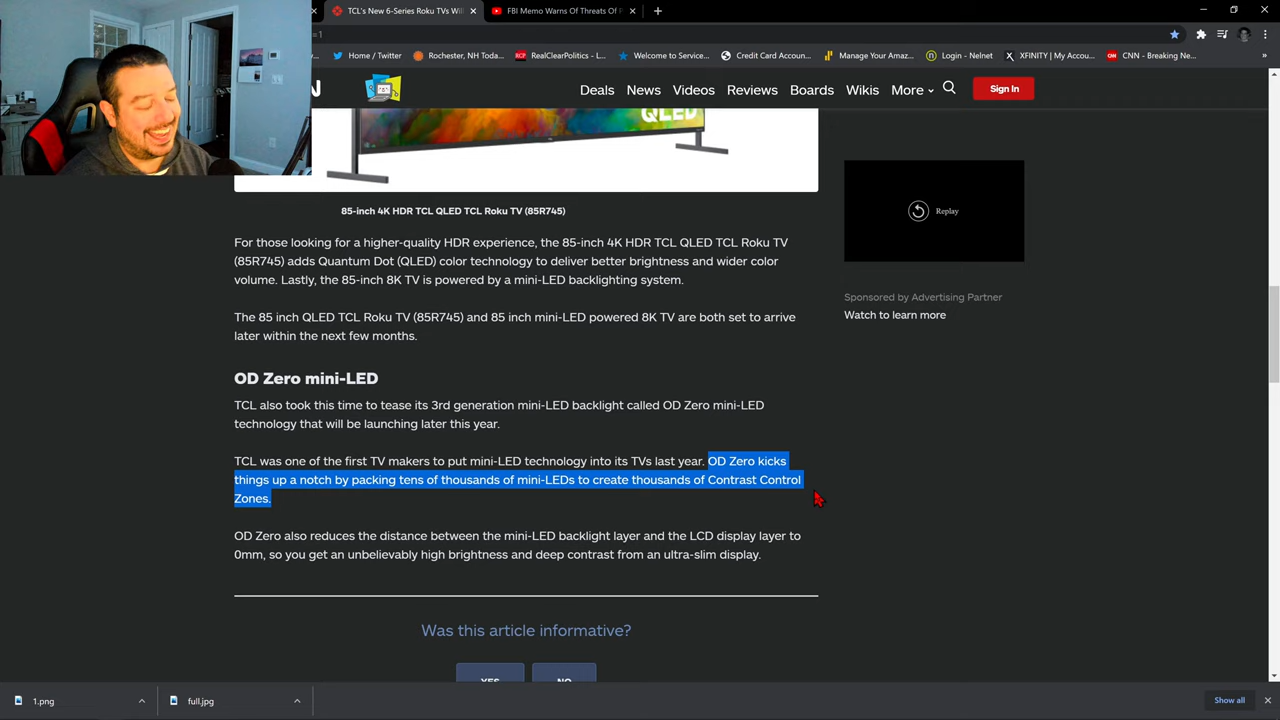 TCL's New 6-Series Roku TVs Wil
FBI Memo Warns Of Threats Of P
=1
Home / Twitter
Rochester, NH Toda...
RealClearPolitics - L...
Welcome to Service...
Credit Card Accoun...
Manage Your Amaz...
Login - Nelnet
XFINITY | My Accou...
CNN - Breaking Ne...
N
Deals
News
Videos
Reviews
Boards
Wikis
More
Sign In
QLED
85-inch 4K HDR TCL QLED TCL Roku TV (85R745)
For those looking for a higher-quality HDR experience, the 85-inch 4K HDR TCL QLED TCL Roku TV
(85R745) adds Quantum Dot (QLED) color technology to deliver better brightness and wider color
volume. Lastly, the 85-inch 8K TV is powered by a mini-LED backlighting system.
The 85 inch QLED TCL Roku TV (85R745) and 85 inch mini-LED powered 8K TV are both set to arrive
later within the next few months.
OD Zero mini-LED
TCL also took this time to tease its 3rd generation mini-LED backlight called OD Zero mini-LED
technology that will be launching later this year.
TCL was one of the first TV makers to put mini-LED technology into its TVs last year. OD Zero kicks
things up a notch by packing tens of thousands of mini-LEDs to create thousands of Contrast Control
Zones.
OD Zero also reduces the distance between the mini-LED backlight layer and the LCD display layer to
0mm, so you get an unbelievably high brightness and deep contrast from an ultra-slim display.
Was this article informative?
YES
NO
Replay
Sponsored by Advertising Partner
Watch to learn more
1.png
full.jpg
Show all